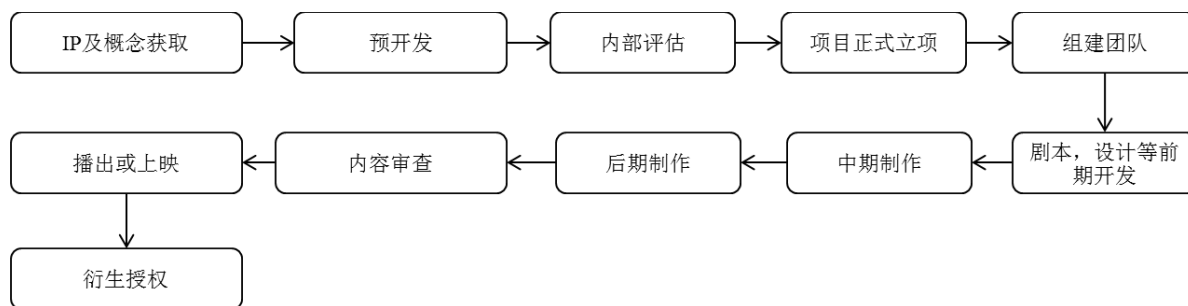 IP及概念获取
预开发
内部评估
项目正式立项
组建团队
剧本，设计等前
期开发
中期制作
后期制作
内容审查
播出或上映
衍生授权